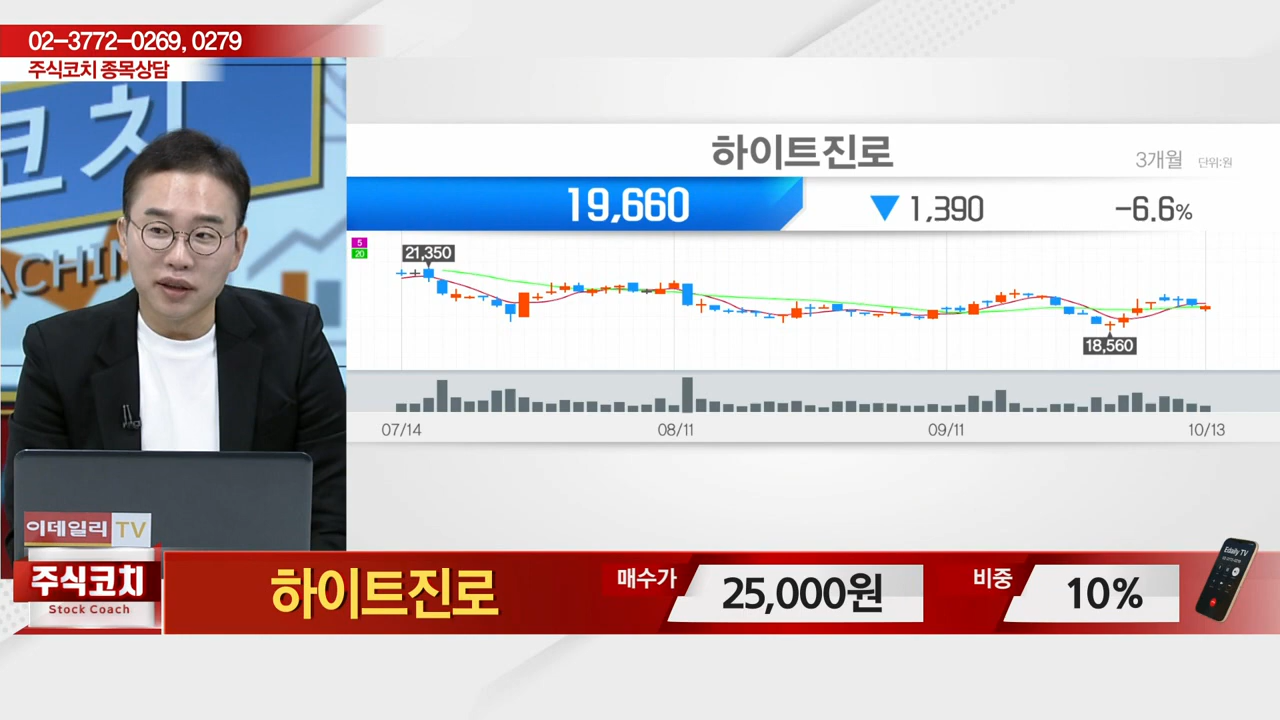 02-3772-0269, 0279
주식코치 종목상담
코치
ACHIN
하이트진로
3개월 단위:원
19,660 ▼ 1,390 -6.6%
5
20
21,350
18,560
07/14 08/11 09/11 10/13
이데일리 TV
주식코치
Stock Coach
하이트진로 매수가 25,000원 비중 10%
Edaily TV